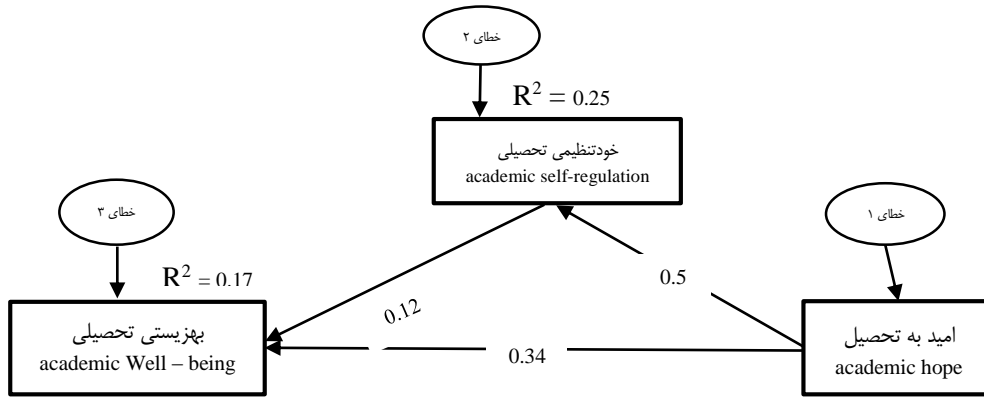 خطای ۲
R² = 0.25
خودتنظیمی تحصیلی
academic self-regulation
خطای ۳
خطای ۱
R² = 0.17
0.5
0.12
بهزیستی تحصیلی
academic Well – being
0.34
امید به تحصیل
academic hope